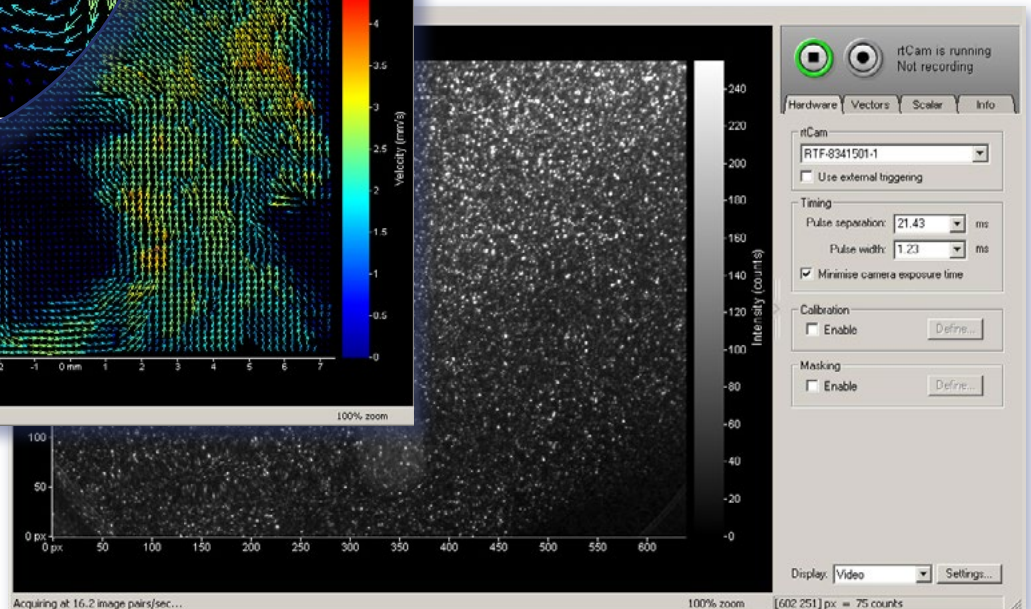 4
3.5
3
2.5
2
1.5
1
0.5
0
Velocity (mm/s)
-1
0 mm
1
2
3
4
5
6
7
100% zoom
240
220
200
180
160
140
120
100
80
60
40
20
0
Intensity (counts)
100
50
0 px
0 px
50
100
150
200
250
300
350
400
450
500
550
600
Acquiring at 16.2 image pairs/sec...
100% zoom
[602 251] px = 75 counts
rtCam is running
Not recording
Hardware
Vectors
Scalar
Info
rtCam
RTF-8341501-1
Use external triggering
Timing
Pulse separation: 21.43 ms
Pulse width: 1.23 ms
Minimise camera exposure time
Calibration
Enable
Define...
Masking
Enable
Define...
Display: Video
Settings...